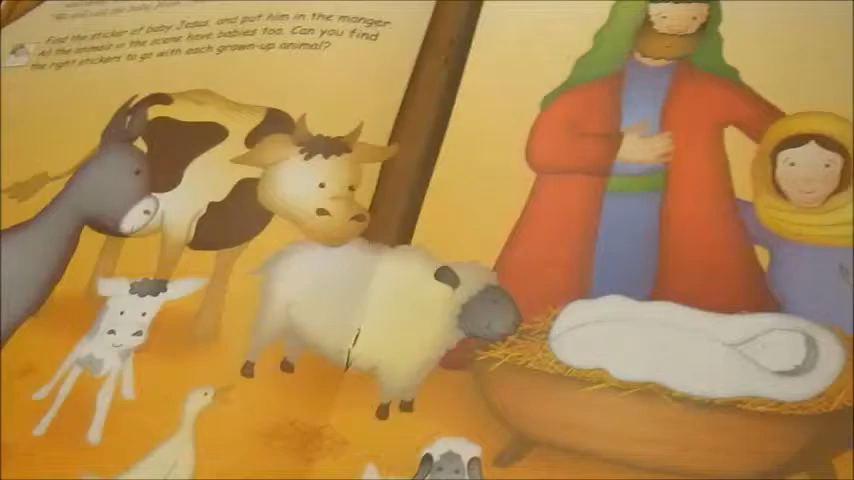 Find the sticker of baby Jesus, and put him in the manger.
All the animals in the scene have babies too. Can you find
the right stickers to go with each grown-up animal?